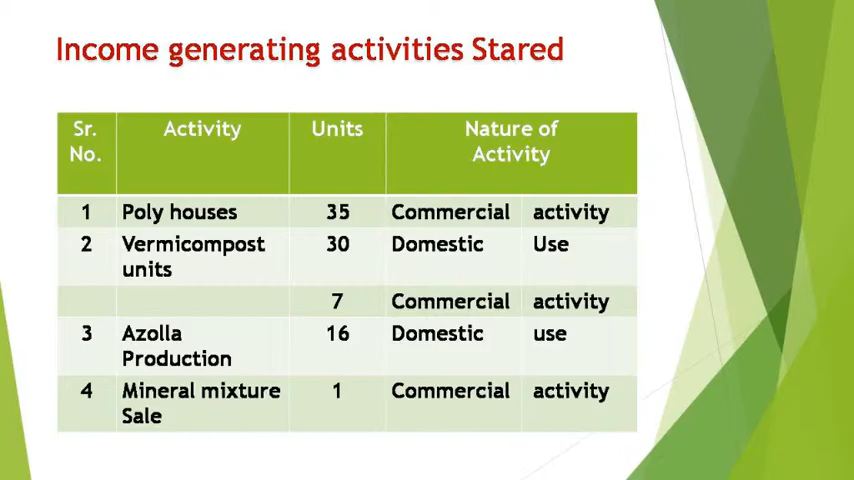 Income generating activities Stared
Sr. No. Activity Units Nature of Activity
1 Poly houses 35 Commercial activity
2 Vermicompost units 30 Domestic Use
7 Commercial activity
3 Azolla Production 16 Domestic use
4 Mineral mixture Sale 1 Commercial activity